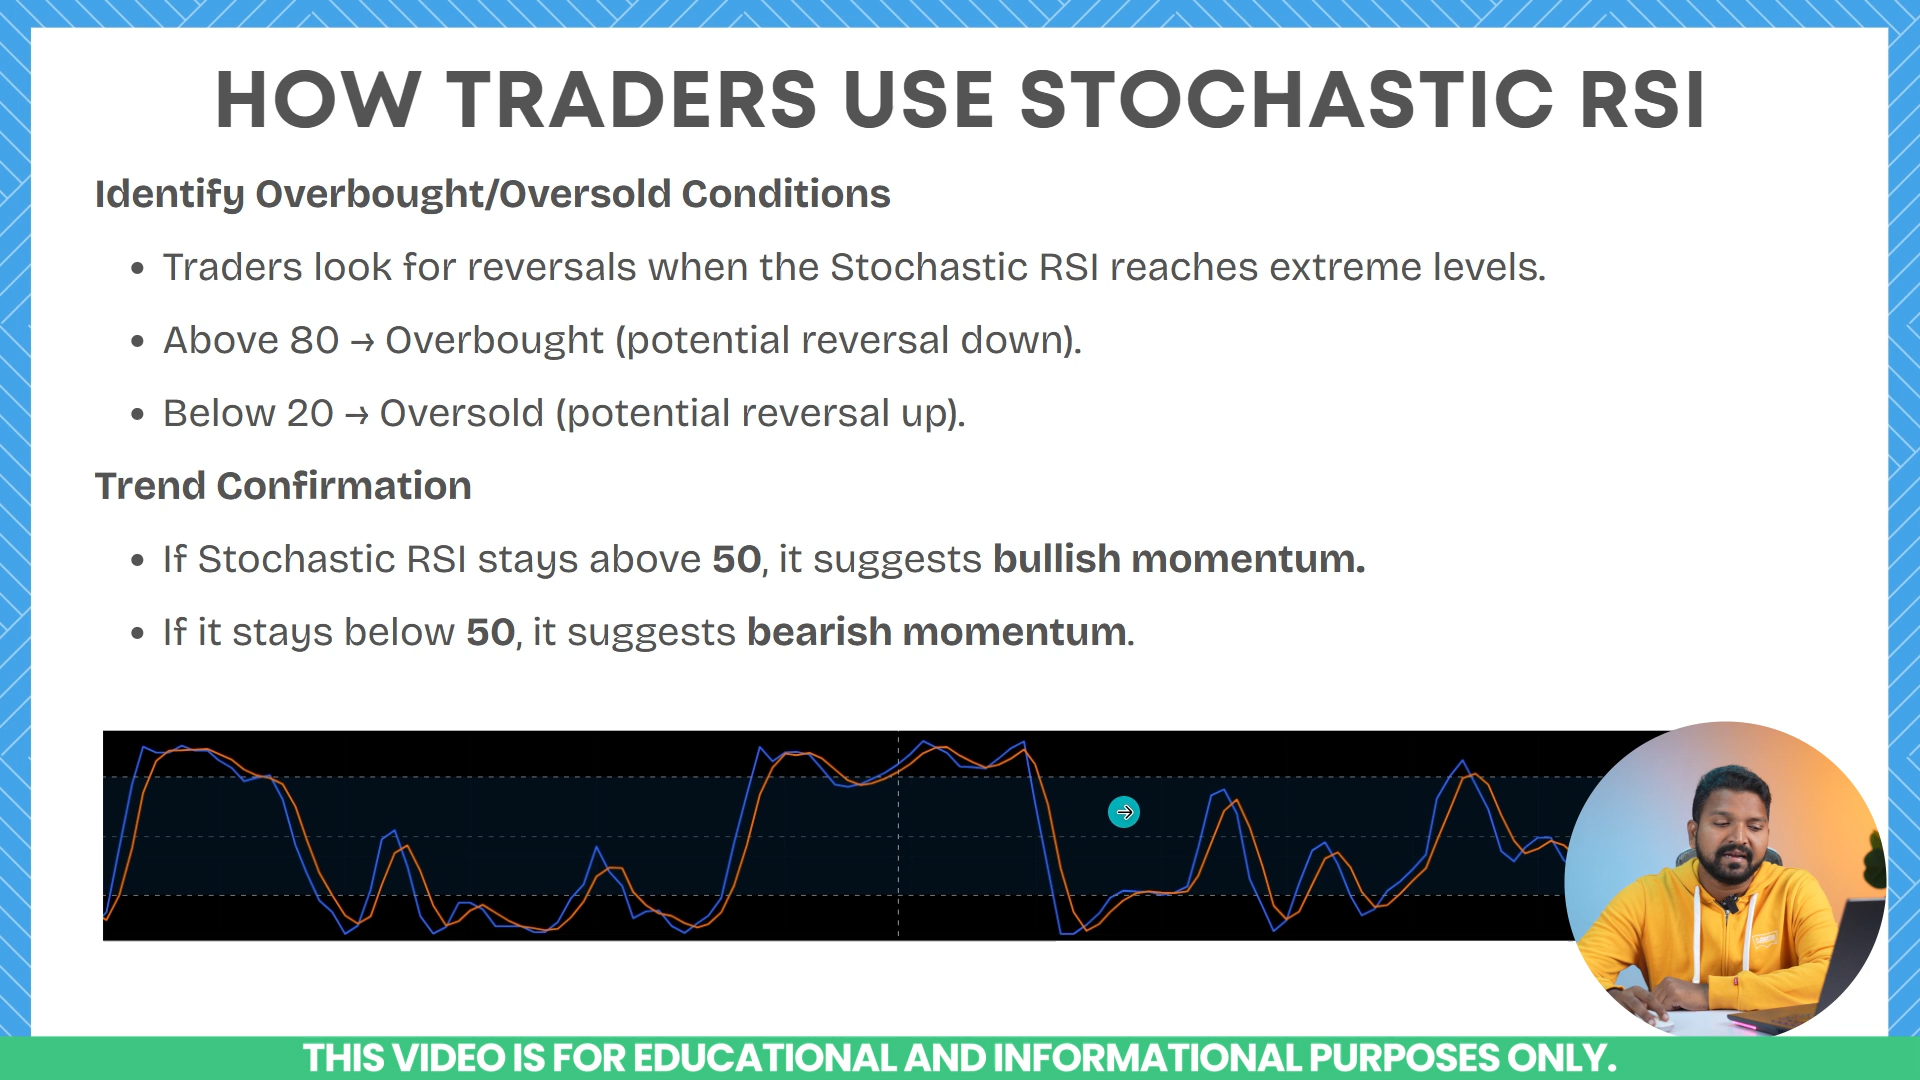 HOW TRADERS USE STOCHASTIC RSI
Identify Overbought/Oversold Conditions
• Traders look for reversals when the Stochastic RSI reaches extreme levels.
• Above 80 → Overbought (potential reversal down).
• Below 20 → Oversold (potential reversal up).
Trend Confirmation
• If Stochastic RSI stays above 50, it suggests bullish momentum.
• If it stays below 50, it suggests bearish momentum.
THIS VIDEO IS FOR EDUCATIONAL AND INFORMATIONAL PURPOSES ONLY.